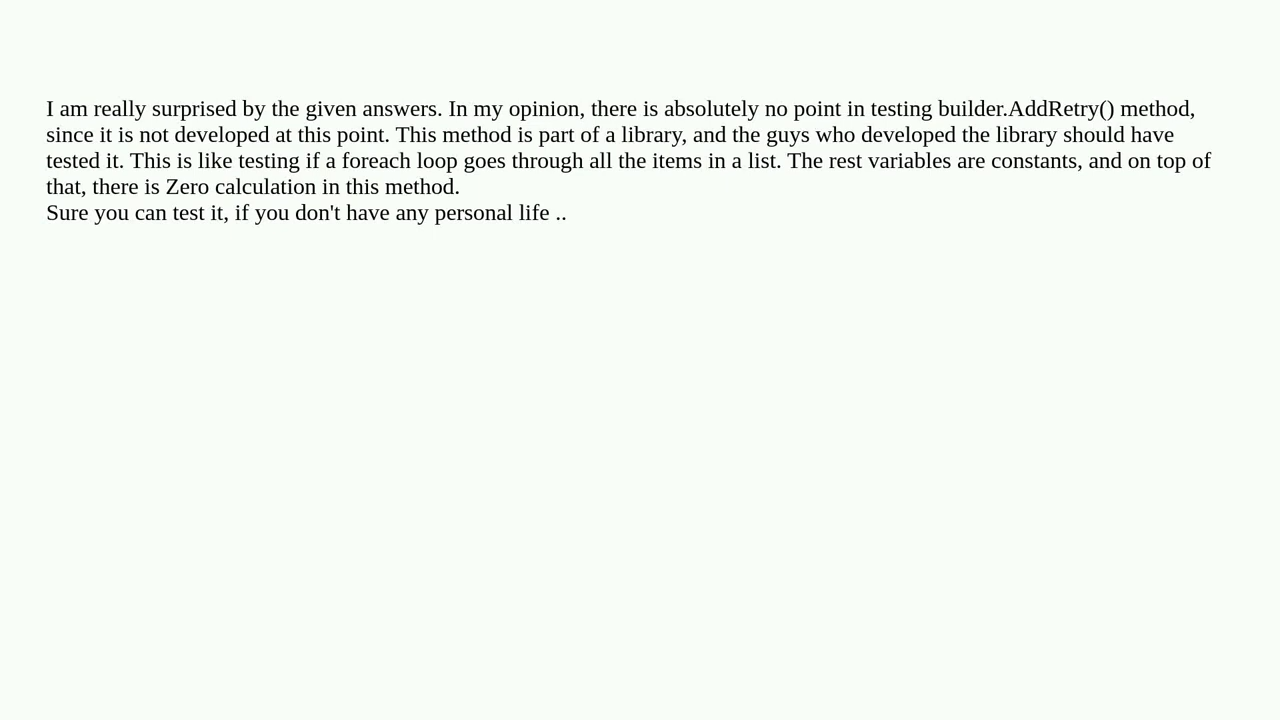 I am really surprised by the given answers. In my opinion, there is absolutely no point in testing builder.AddRetry() method,
since it is not developed at this point. This method is part of a library, and the guys who developed the library should have
tested it. This is like testing if a foreach loop goes through all the items in a list. The rest variables are constants, and on top of
that, there is Zero calculation in this method.
Sure you can test it, if you don't have any personal life ..